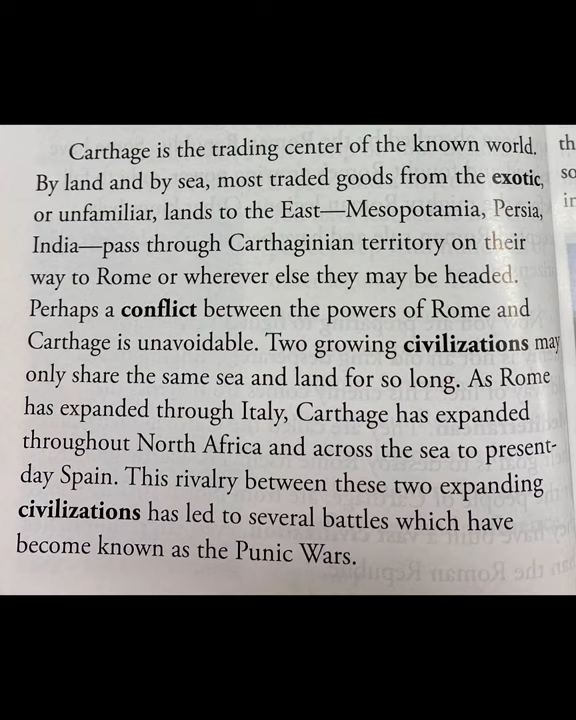 Carthage is the trading center of the known world.
By land and by sea, most traded goods from the exotic,
or unfamiliar, lands to the East—Mesopotamia, Persia,
India—pass through Carthaginian territory on their
way to Rome or wherever else they may be headed.
Perhaps a conflict between the powers of Rome and
Carthage is unavoidable. Two growing civilizations may
only share the same sea and land for so long. As Rome
has expanded through Italy, Carthage has expanded
throughout North Africa and across the sea to present-
day Spain. This rivalry between these two expanding
civilizations has led to several battles which have
become known as the Punic Wars.